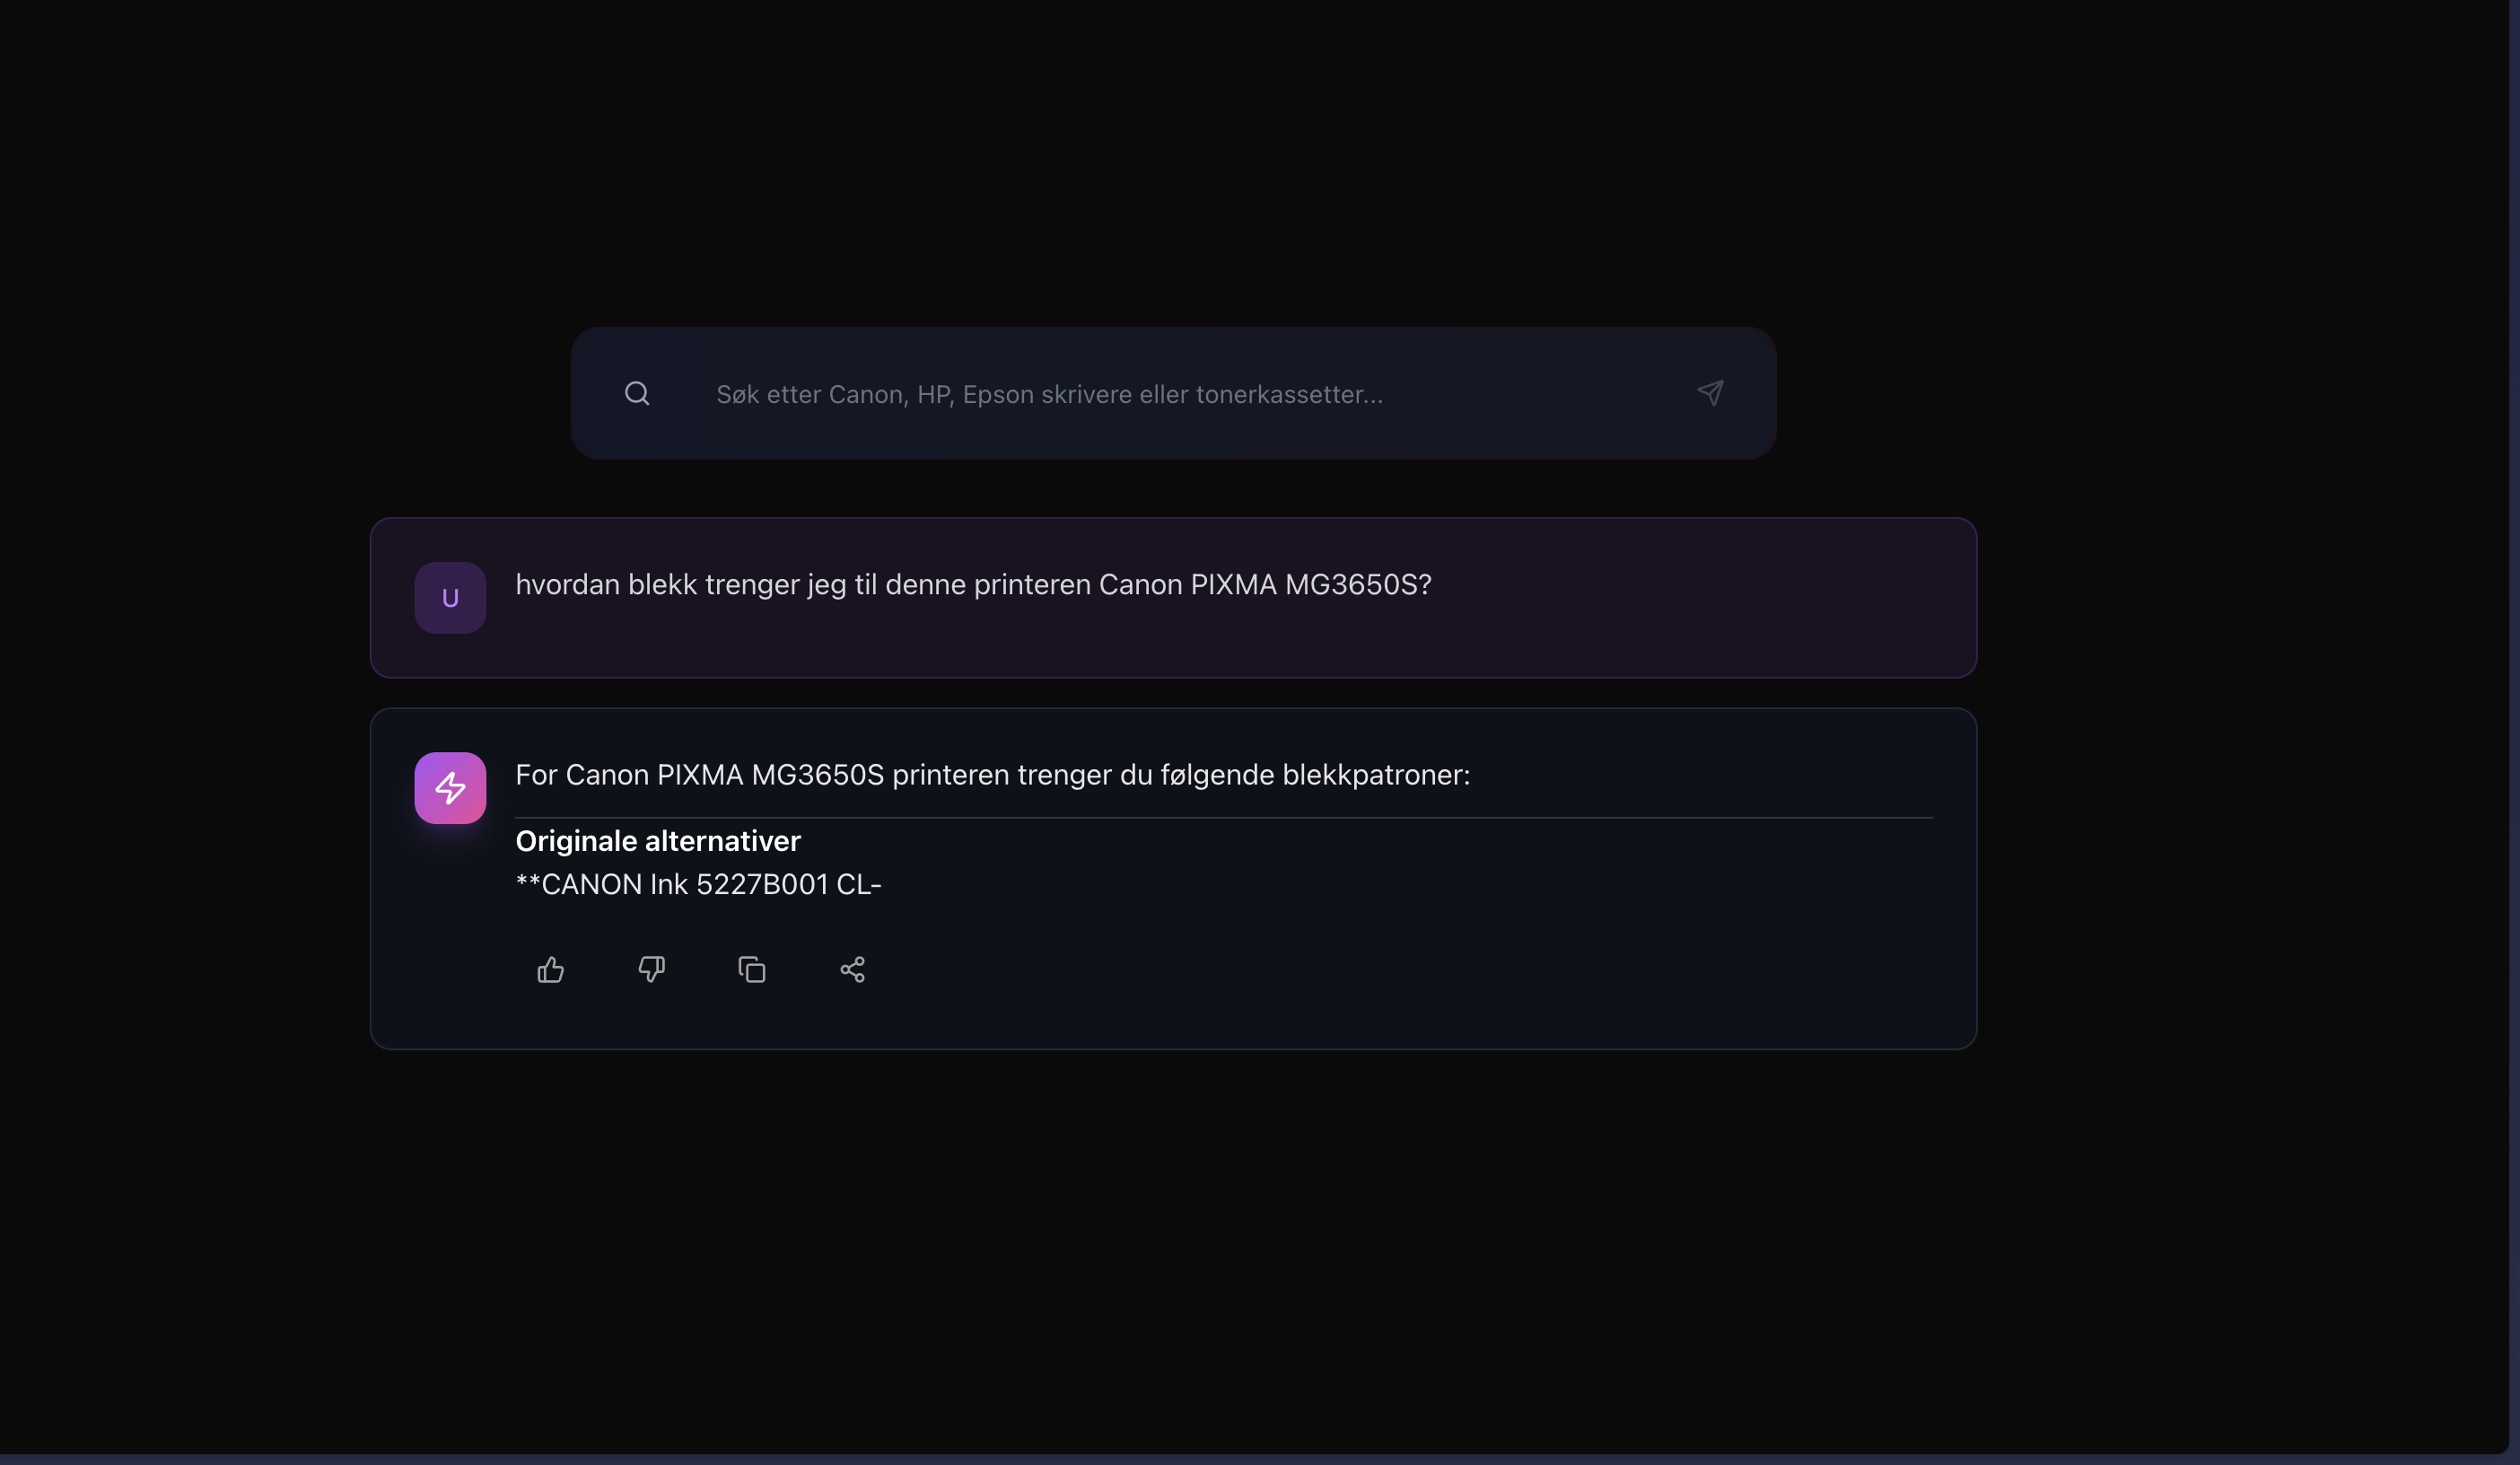 Søk etter Canon, HP, Epson skrivere eller tonerkassetter...
U
hvordan blekk trenger jeg til denne printeren Canon PIXMA MG3650S?
For Canon PIXMA MG3650S printeren trenger du følgende blekkpatroner:
Originale alternativer
**CANON Ink 5227B001 CL-